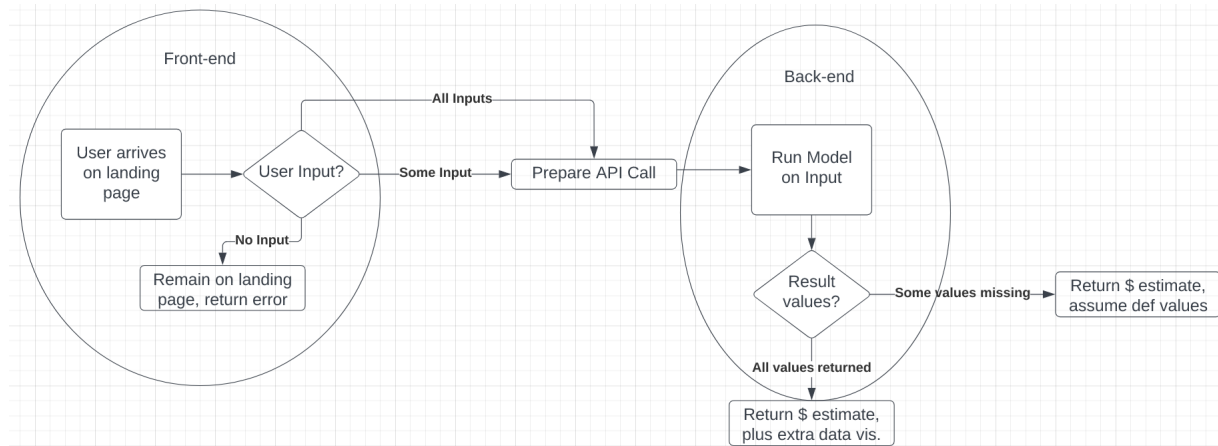 Front-end
Back-end
All Inputs
User arrives
on landing
page
User Input?
Some Input
Prepare API Call
Run Model
on Input
No Input
Remain on landing
page, return error
Result
values?
Some values missing
Return $ estimate,
assume def values
All values returned
Return $ estimate,
plus extra data vis.